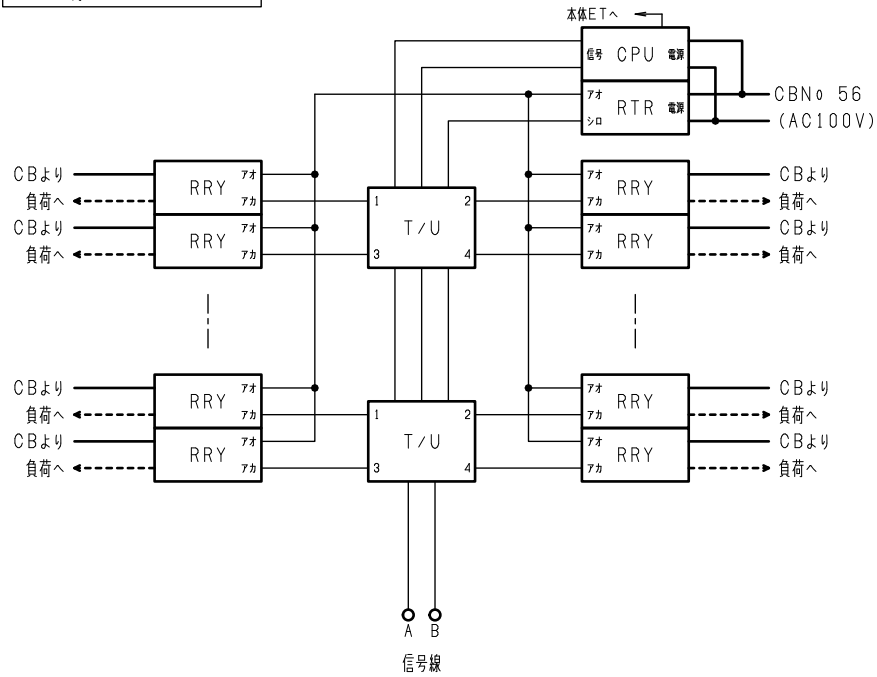 本体ETへ
信号 CPU 電源
アオ RTR 電源
シロ
CBNo 56
(AC100V)
CBより RRY アオ
負荷へ アカ
CBより RRY アオ
負荷へ アカ
1 T/U 2
3 4
アオ RRY CBより
アカ 負荷へ
アオ RRY CBより
アカ 負荷へ
CBより RRY アオ
負荷へ アカ
CBより RRY アオ
負荷へ アカ
1 T/U 2
3 4
アオ RRY CBより
アカ 負荷へ
アオ RRY CBより
アカ 負荷へ
A B
信号線